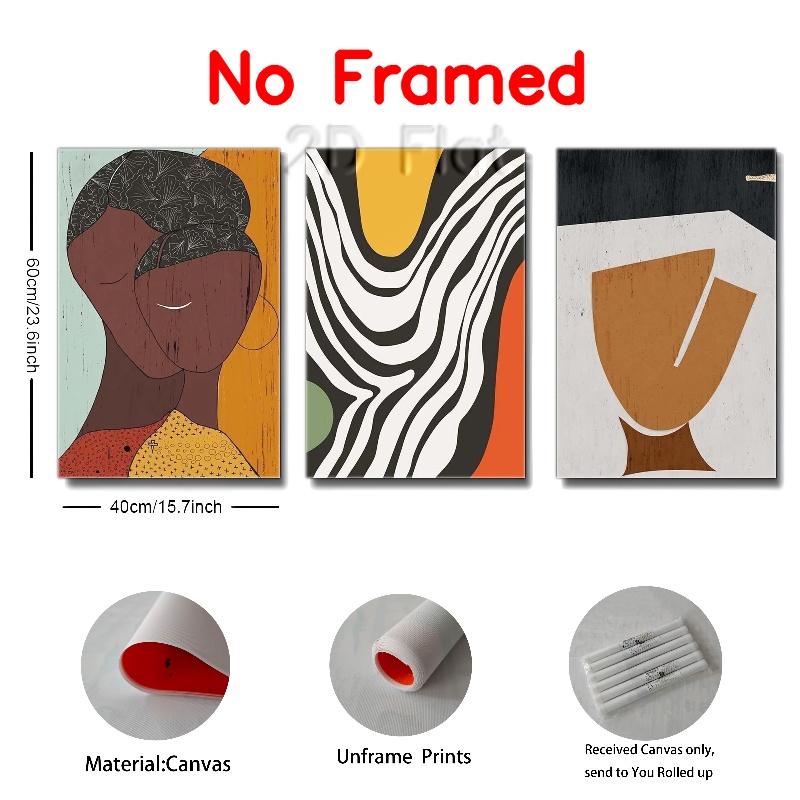 No Framed
2D Flat
60cm/23.6inch
40cm/15.7inch
Material:Canvas
Unframe Prints
Received Canvas only,
send to You Rolled up